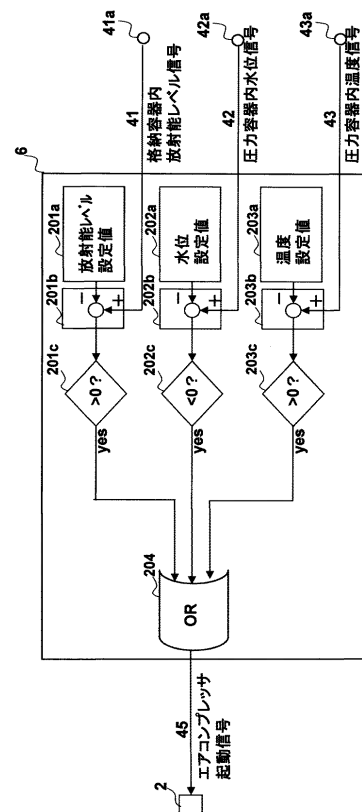 6
201a
放射能レベル
設定値
201b
−
+
201c
>0?
yes
41
格納容器内
放射能レベル信号
41a
202a
水位
設定値
202b
−
+
202c
<0?
yes
42
圧力容器内水位信号
42a
203a
温度
設定値
203b
−
+
203c
>0?
yes
43
圧力容器内温度信号
43a
204
OR
45
エアコンプレッサ
起動信号
2